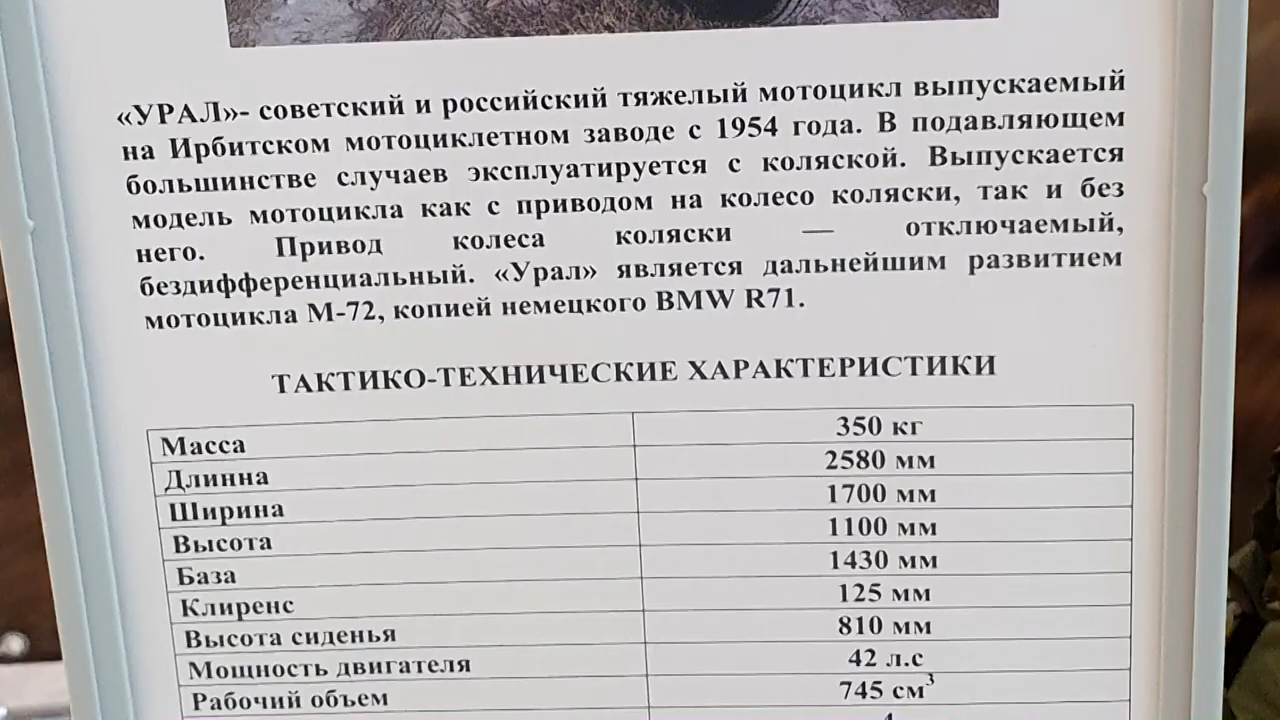 «УРАЛ»- советский и российский тяжелый мотоцикл выпускаемый
на Ирбитском мотоциклетном заводе с 1954 года. В подавляющем
большинстве случаев эксплуатируется с коляской. Выпускается
модель мотоцикла как с приводом на колесо коляски, так и без
него. Привод колеса коляски — отключаемый,
бездифференциальный. «Урал» является дальнейшим развитием
мотоцикла М-72, копией немецкого BMW R71.
ТАКТИКО-ТЕХНИЧЕСКИЕ ХАРАКТЕРИСТИКИ
Масса 350 кг
Длинна 2580 мм
Ширина 1700 мм
Высота 1100 мм
База 1430 мм
Клиренс 125 мм
Высота сиденья 810 мм
Мощность двигателя 42 л.с
Рабочий объем 745 см³